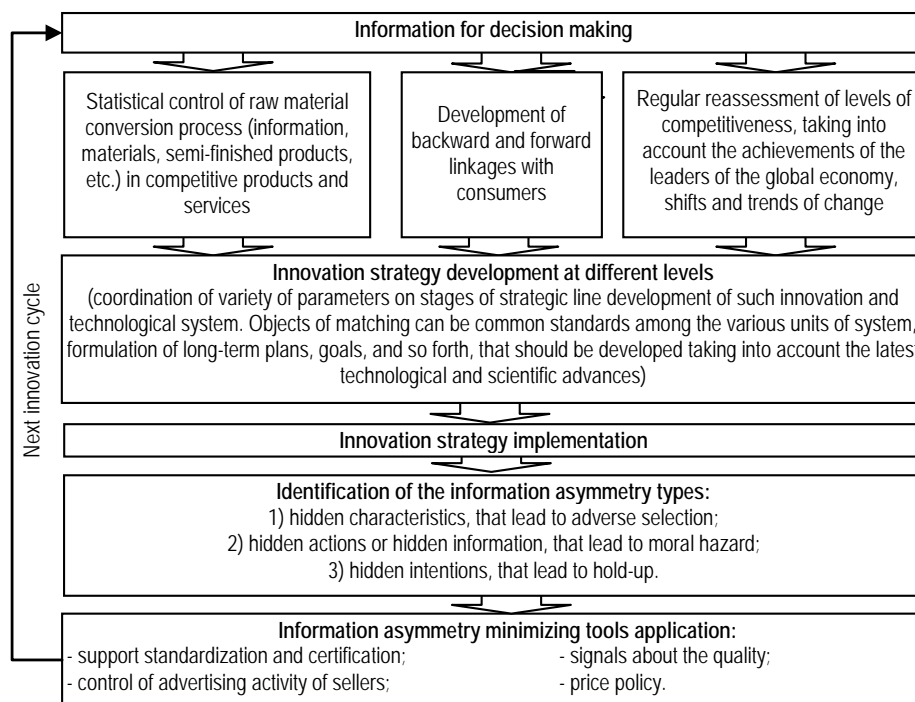 Information for decision making
Statistical control of raw material
conversion process (information,
materials, semi-finished products,
etc.) in competitive products and
services
Development of
backward and forward
linkages with
consumers
Regular reassessment of levels of
competitiveness, taking into
account the achievements of the
leaders of the global economy,
shifts and trends of change
Innovation strategy development at different levels
(coordination of variety of parameters on stages of strategic line development of such innovation and
technological system. Objects of matching can be common standards among the various units of system,
formulation of long-term plans, goals, and so forth, that should be developed taking into account the latest
technological and scientific advances)
Innovation strategy implementation
Identification of the information asymmetry types:
1) hidden characteristics, that lead to adverse selection;
2) hidden actions or hidden information, that lead to moral hazard;
3) hidden intentions, that lead to hold-up.
Information asymmetry minimizing tools application:
- support standardization and certification;
- signals about the quality;
- control of advertising activity of sellers;
- price policy.
Next innovation cycle